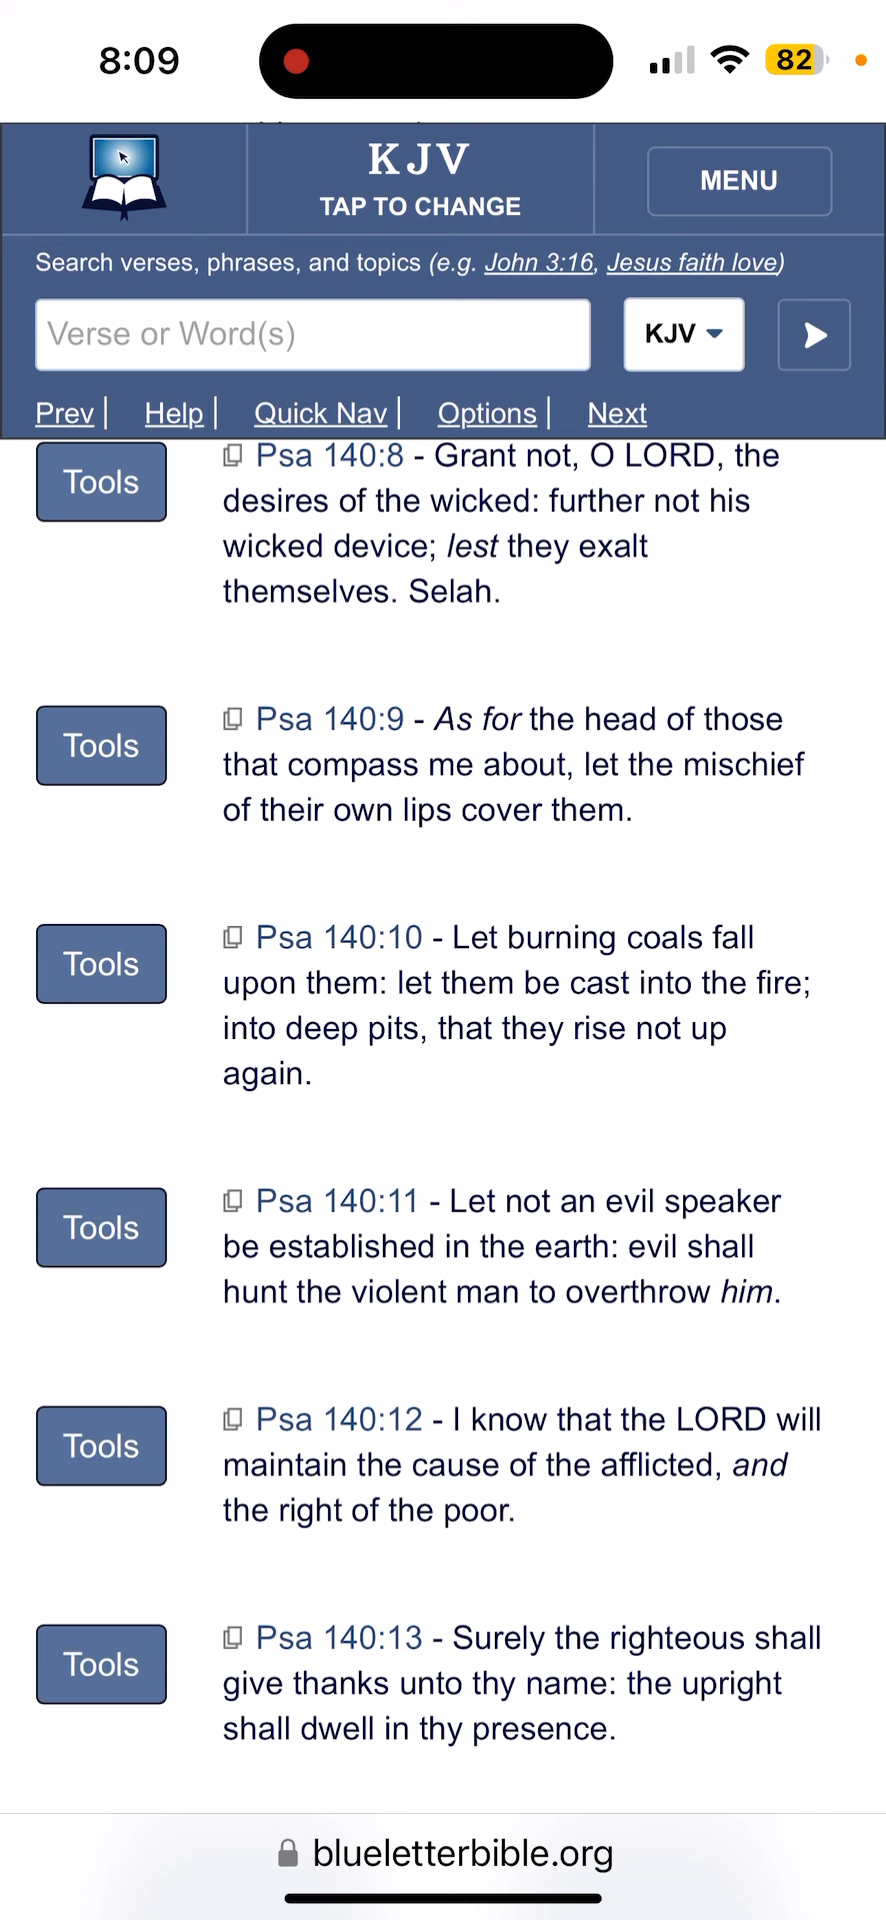 8:09
82
KJV
TAP TO CHANGE
MENU
Search verses, phrases, and topics (e.g. John 3:16, Jesus faith love)
Verse or Word(s)
KJV
Prev | Help | Quick Nav | Options | Next
Tools
Psa 140:8 - Grant not, O LORD, the
desires of the wicked: further not his
wicked device; lest they exalt
themselves. Selah.
Tools
Psa 140:9 - As for the head of those
that compass me about, let the mischief
of their own lips cover them.
Tools
Psa 140:10 - Let burning coals fall
upon them: let them be cast into the fire;
into deep pits, that they rise not up
again.
Tools
Psa 140:11 - Let not an evil speaker
be established in the earth: evil shall
hunt the violent man to overthrow him.
Tools
Psa 140:12 - I know that the LORD will
maintain the cause of the afflicted, and
the right of the poor.
Tools
Psa 140:13 - Surely the righteous shall
give thanks unto thy name: the upright
shall dwell in thy presence.
blueletterbible.org